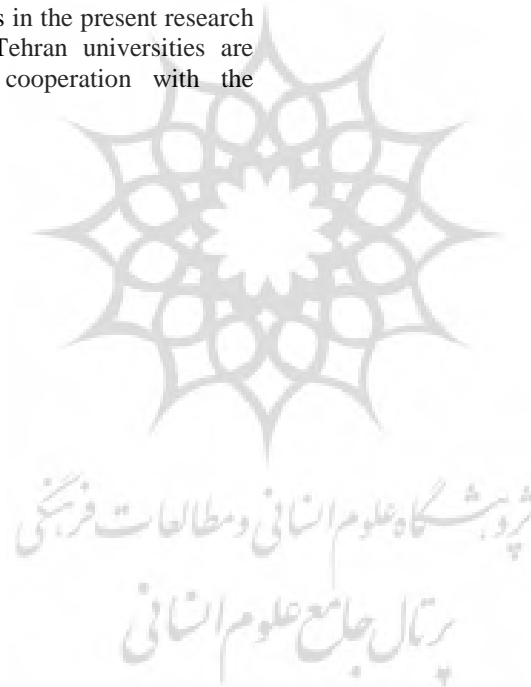 s in the present research
Tehran universities are
cooperation with the
پژوهشگاه علوم انسانی و مطالعات فرهنگی
پرتال جامع علوم انسانی